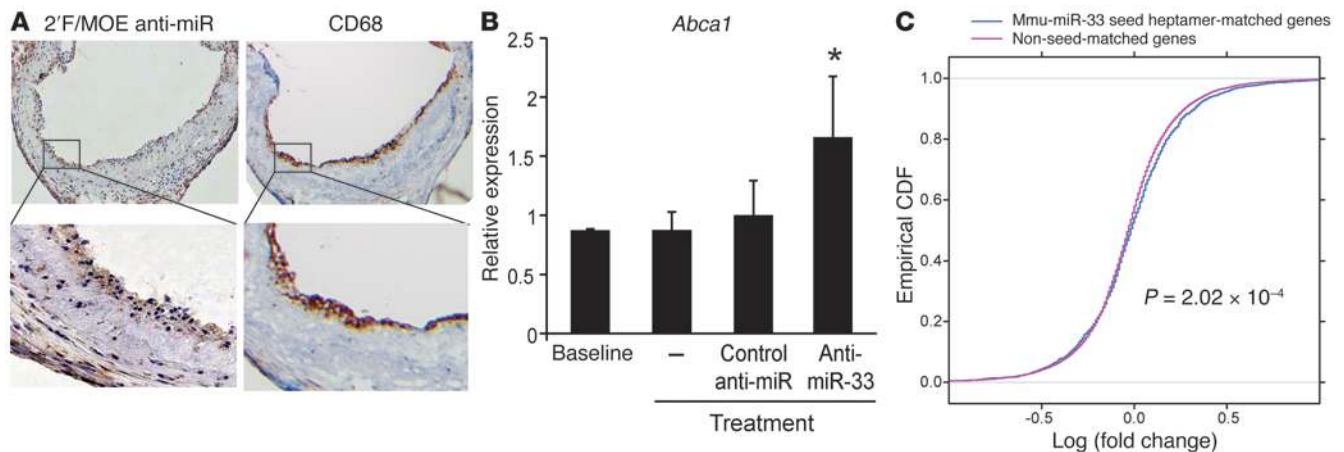 A
2′F/MOE anti-miR
CD68
B
Abca1
Relative expression
2.5
2
1.5
1
0.5
0
Baseline
–
Control
anti-miR
Anti-
miR-33
*
Treatment
C
Mmu-miR-33 seed heptamer-matched genes
Non-seed-matched genes
Empirical CDF
1.0
0.8
0.6
0.4
0.2
0.0
P = 2.02 × 10⁻⁴
-0.5
0.0
0.5
Log (fold change)